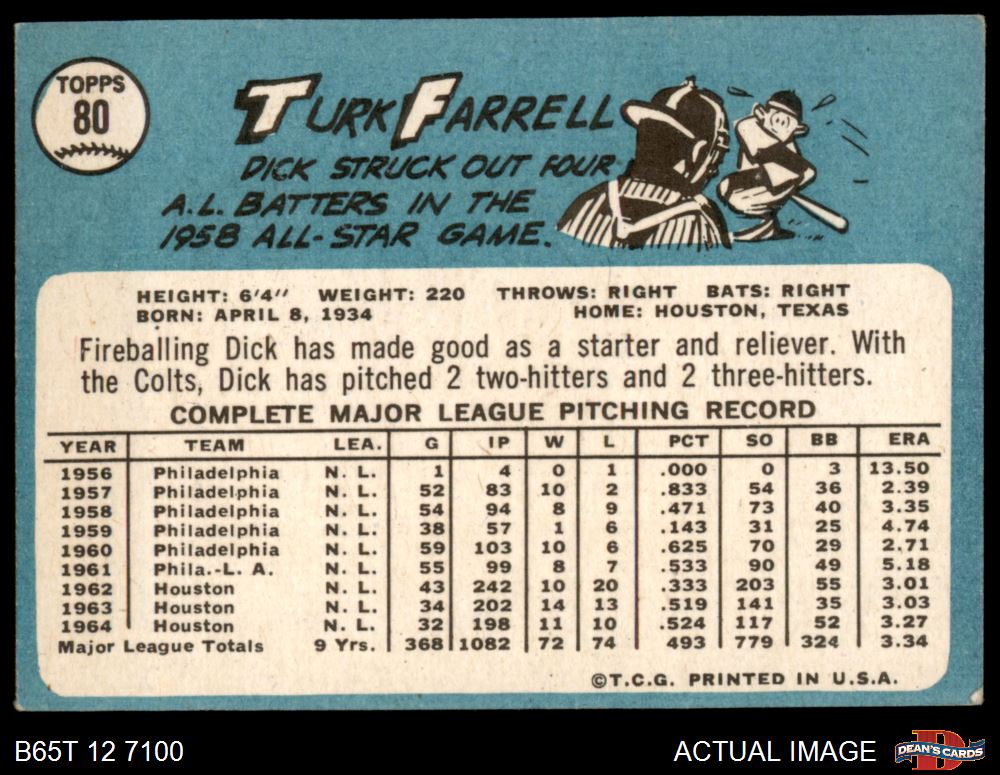 TOPPS
80
TURK FARRELL
DICK STRUCK OUT FOUR
A.L. BATTERS IN THE
1958 ALL-STAR GAME.
HEIGHT: 6'4" WEIGHT: 220 THROWS: RIGHT BATS: RIGHT
BORN: APRIL 8, 1934 HOME: HOUSTON, TEXAS
Fireballing Dick has made good as a starter and reliever. With
the Colts, Dick has pitched 2 two-hitters and 2 three-hitters.
COMPLETE MAJOR LEAGUE PITCHING RECORD
YEAR TEAM LEA. G IP W L PCT SO BB ERA
1956 Philadelphia N. L. 1 4 0 1 .000 0 3 13.50
1957 Philadelphia N. L. 52 83 10 2 .833 54 36 2.39
1958 Philadelphia N. L. 54 94 8 9 .471 73 40 3.35
1959 Philadelphia N. L. 38 57 1 6 .143 31 25 4.74
1960 Philadelphia N. L. 59 103 10 6 .625 70 29 2.71
1961 Phila.-L. A. N. L. 55 99 8 7 .533 90 49 5.18
1962 Houston N. L. 43 242 10 20 .333 203 55 3.01
1963 Houston N. L. 34 202 14 13 .519 141 35 3.03
1964 Houston N. L. 32 198 11 10 .524 117 52 3.27
Major League Totals 9 Yrs. 368 1082 72 74 493 779 324 3.34
©T.C.G. PRINTED IN U.S.A.
B65T 12 7100 ACTUAL IMAGE DEAN'S CARDS